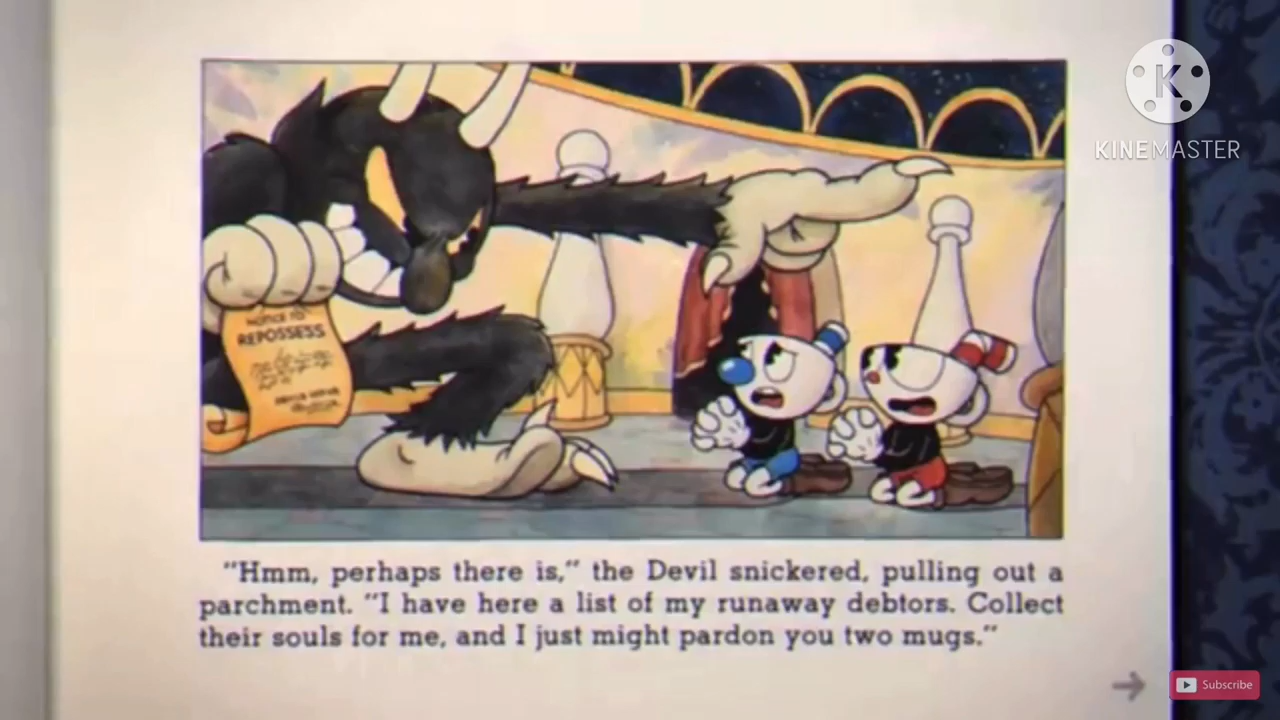 KINEMASTER
NOTICE TO
REPOSSESS
“Hmm, perhaps there is,” the Devil snickered, pulling out a
parchment. “I have here a list of my runaway debtors. Collect
their souls for me, and I just might pardon you two mugs.”
Subscribe